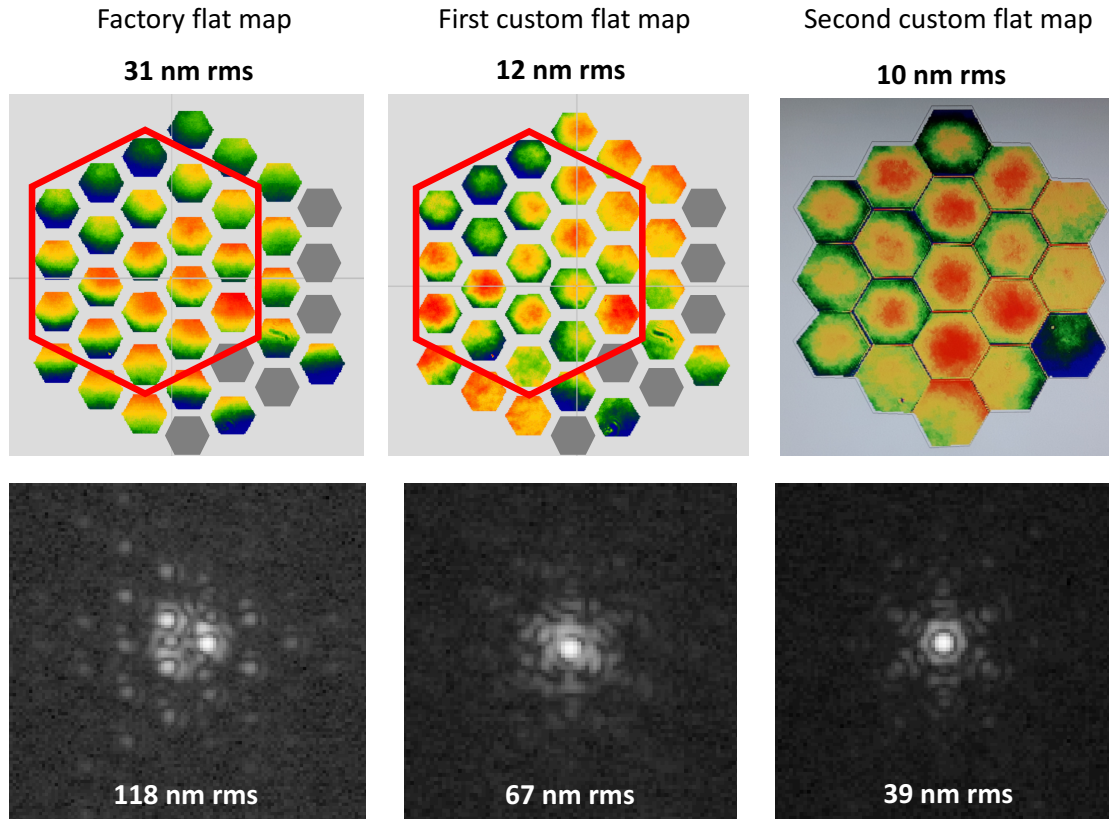 Factory flat map
First custom flat map
Second custom flat map
31 nm rms
12 nm rms
10 nm rms
118 nm rms
67 nm rms
39 nm rms